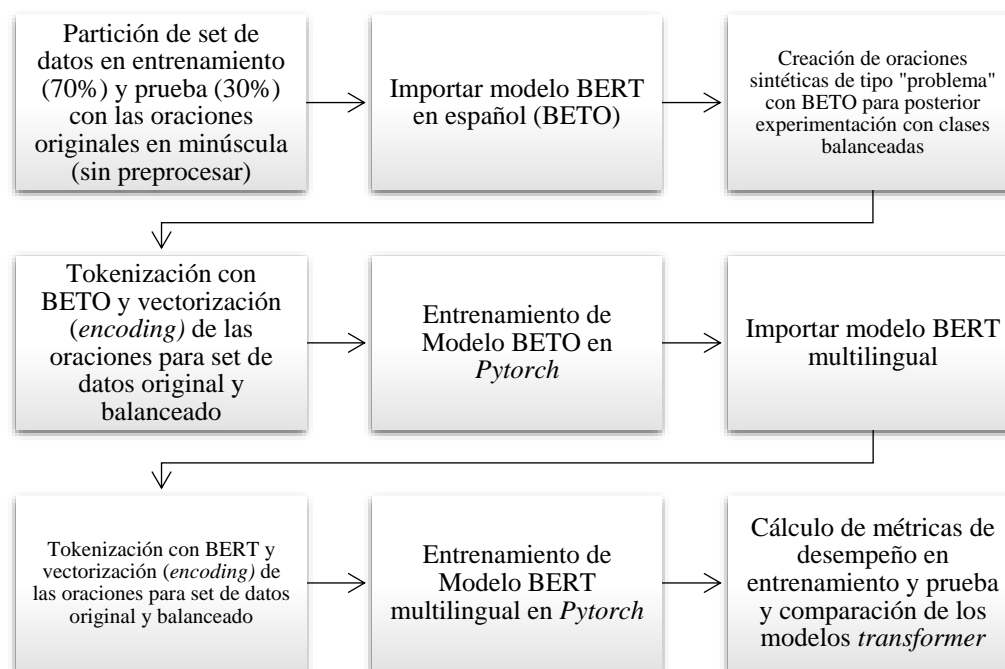 Partición de set de
datos en entrenamiento
(70%) y prueba (30%)
con las oraciones
originales en minúscula
(sin preprocesar)
Importar modelo BERT
en español (BETO)
Creación de oraciones
sintéticas de tipo "problema"
con BETO para posterior
experimentación con clases
balanceadas
Tokenización con
BETO y vectorización
(encoding) de las
oraciones para set de
datos original y
balanceado
Entrenamiento de
Modelo BETO en
Pytorch
Importar modelo BERT
multilingual
Tokenización con BERT y
vectorización (encoding) de
las oraciones para set de datos
original y balanceado
Entrenamiento de
Modelo BERT
multilingual en Pytorch
Cálculo de métricas de
desempeño en
entrenamiento y prueba
y comparación de los
modelos transformer